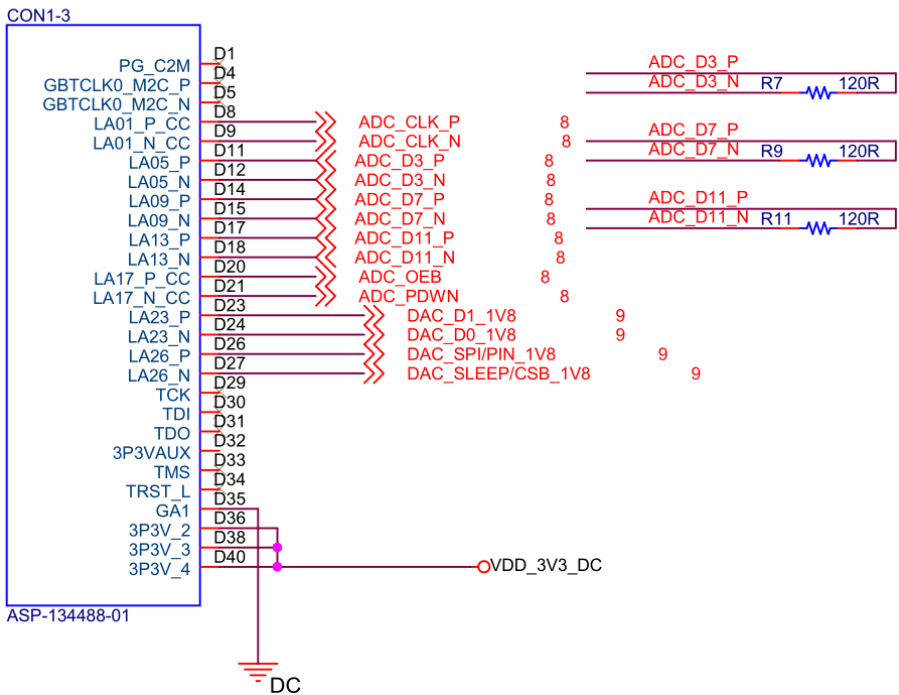 CON1-3
PG_C2M D1
GBTCLK0_M2C_P D4
GBTCLK0_M2C_N D5
LA01_P_CC D8 ADC_CLK_P 8
LA01_N_CC D9 ADC_CLK_N 8
LA05_P D11 ADC_D3_P 8
LA05_N D12 ADC_D3_N 8
LA09_P D14 ADC_D7_P 8
LA09_N D15 ADC_D7_N 8
LA13_P D17 ADC_D11_P 8
LA13_N D18 ADC_D11_N 8
LA17_P_CC D20 ADC_OEB 8
LA17_N_CC D21 ADC_PDWN 8
LA23_P D23 DAC_D1_1V8 9
LA23_N D24 DAC_D0_1V8 9
LA26_P D26 DAC_SPI/PIN_1V8 9
LA26_N D27 DAC_SLEEP/CSB_1V8 9
TCK D29
TDI D30
TDO D31
3P3VAUX D32
TMS D33
TRST_L D34
GA1 D35
3P3V_2 D36
3P3V_3 D38
3P3V_4 D40 VDD_3V3_DC
ASP-134488-01
DC
ADC_D3_P
ADC_D3_N R7 120R
ADC_D7_P
ADC_D7_N R9 120R
ADC_D11_P
ADC_D11_N R11 120R